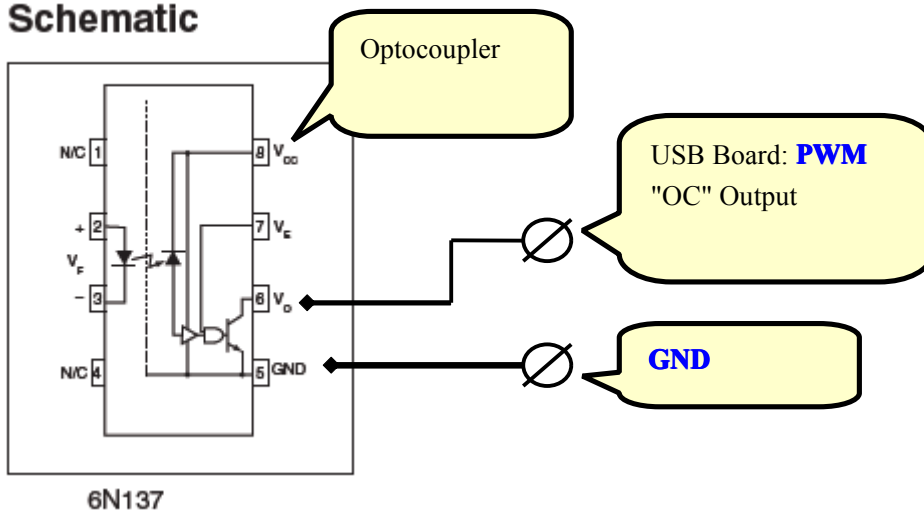 Schematic
Optocoupler
USB Board: PWM
"OC" Output
GND
N/C 1
8 VCC
+ 2
7 VE
VF
- 3
6 VO
N/C 4
5 GND
6N137